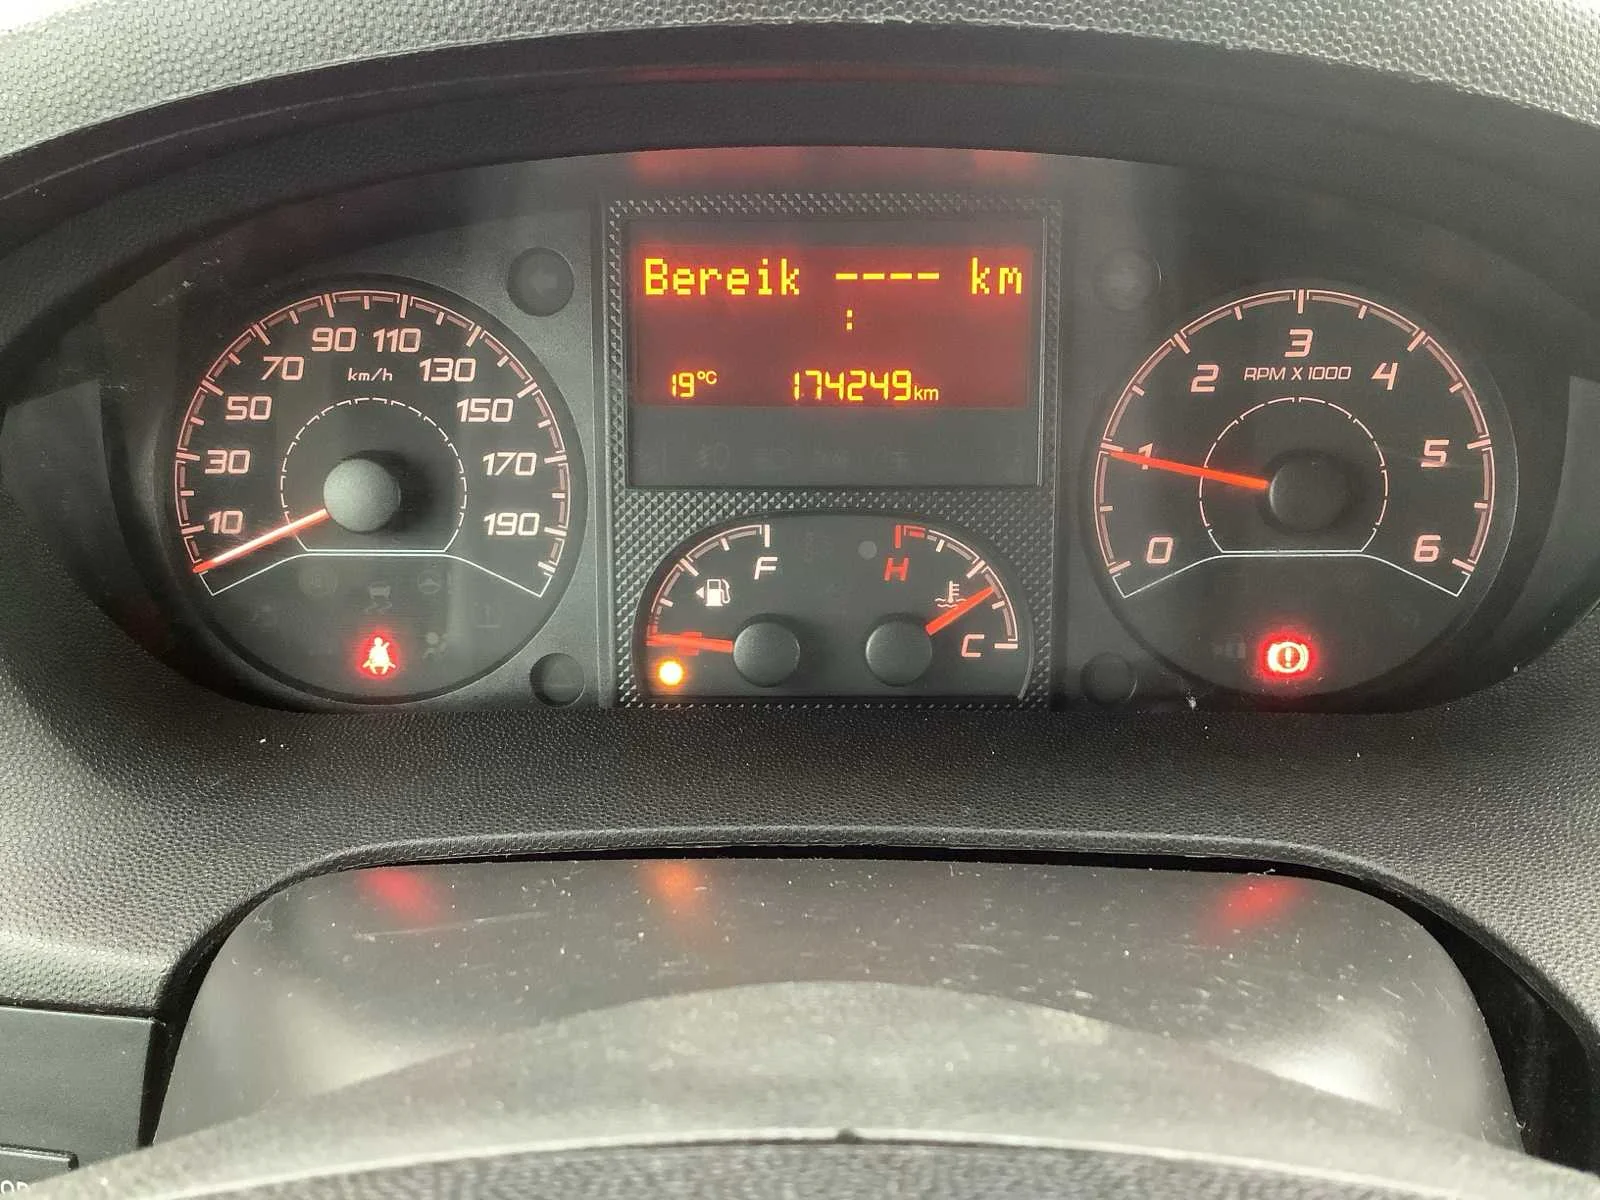 Bereik ---- km
:
19°C 174249km
10 30 50 70 90 110 130 150 170 190
km/h
0 1 2 3 4 5 6
RPM X 1000
F
H
C